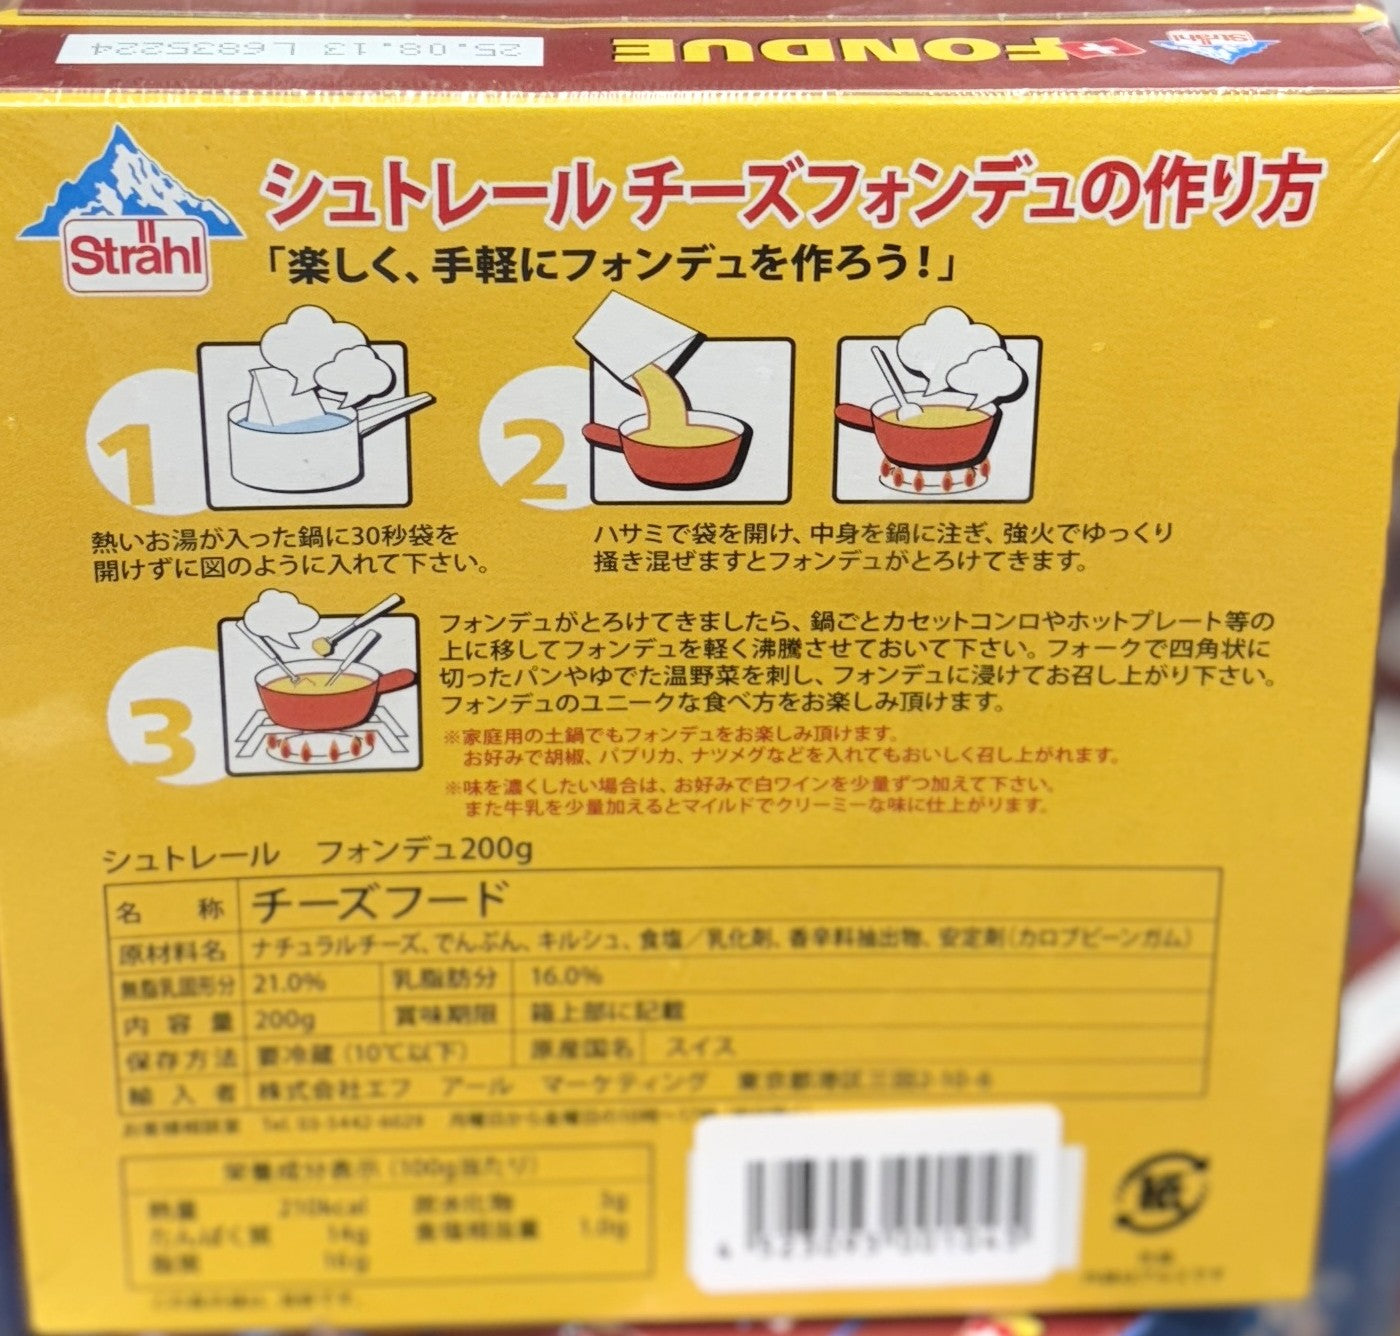 25.08.13 L6835224
FONDUE
Strähl
シュトレール チーズフォンデュの作り方
Strähl
「楽しく、手軽にフォンデュを作ろう!」
1
2
熱いお湯が入った鍋に30秒袋を
開けずに図のように入れて下さい。
ハサミで袋を開け、中身を鍋に注ぎ、強火でゆっくり
掻き混ぜますとフォンデュがとろけてきます。
3
フォンデュがとろけてきましたら、鍋ごとカセットコンロやホットプレート等の
上に移してフォンデュを軽く沸騰させておいて下さい。フォークで四角状に
切ったパンやゆでた温野菜を刺し、フォンデュに浸けてお召し上がり下さい。
フォンデュのユニークな食べ方をお楽しみ頂けます。
※家庭用の土鍋でもフォンデュをお楽しみ頂けます。
お好みで胡椒、パプリカ、ナツメグなどを入れてもおいしく召し上がれます。
※味を濃くしたい場合は、お好みで白ワインを少量ずつ加えて下さい。
また牛乳を少量加えるとマイルドでクリーミーな味に仕上がります。
シュトレール フォンデュ200g
名称 チーズフード
原材料名 ナチュラルチーズ、でんぷん、キルシュ、食塩/乳化剤、香辛料抽出物、安定剤(カロブビーンガム)
無脂乳固形分 21.0% 乳脂肪分 16.0%
内容量 200g 賞味期限 箱上部に記載
保存方法 要冷蔵(10℃以下) 原産国名 スイス
輸入者 株式会社エフ アール マーケティング 東京都港区三田2-10-6
お客様相談室 Tel. 03-5442-6029
栄養成分表示(100g当たり)
熱量 210kcal 炭水化物 3g
たんぱく質 14g 食塩相当量 1.0g
脂質 16g
紙